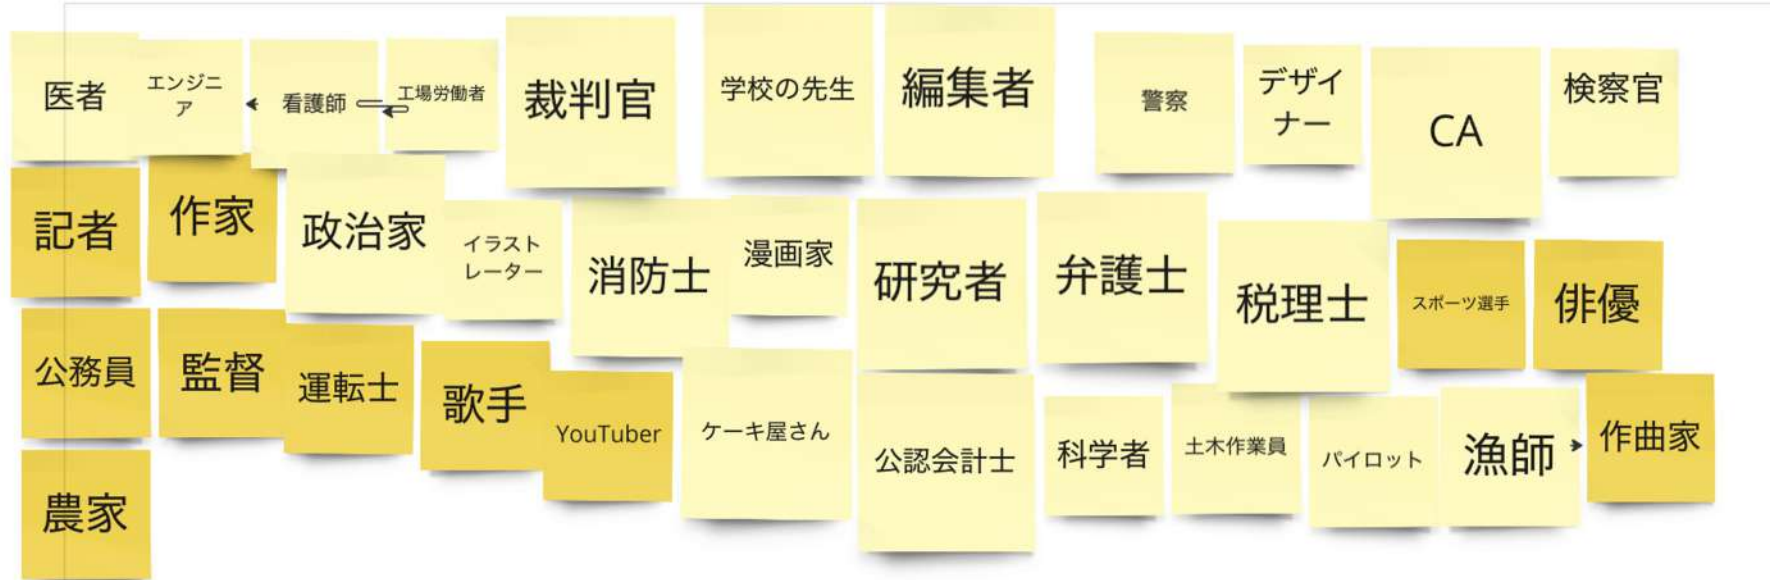 医者
エンジニ
ア
看護師
工場労働者
裁判官
学校の先生
編集者
警察
デザイ
ナー
CA
検察官
記者
作家
政治家
イラスト
レーター
消防士
漫画家
研究者
弁護士
税理士
スポーツ選手
俳優
公務員
監督
運転士
歌手
YouTuber
ケーキ屋さん
公認会計士
科学者
土木作業員
パイロット
漁師
作曲家
農家